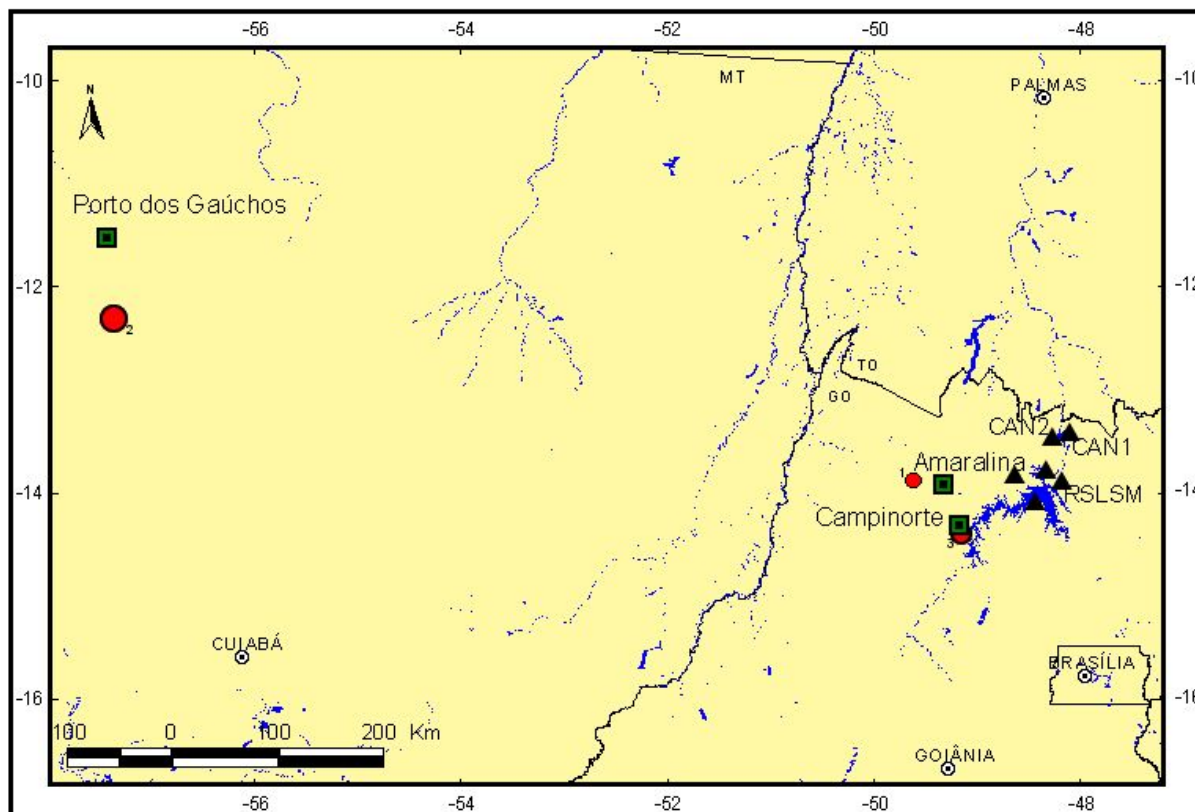 -56 -54 -52 -50 -48
-10 MT PALMAS -10
N
Porto dos Gaúchos
-12 -12
2
TO
GO
CAN2
CAN1
1 Amaralina
-14 -14
RSLSM
Campinorte
3
CUIABÁ
BRASÍLIA
-16 -16
100 0 100 200 Km
GOIÂNIA
-56 -54 -52 -50 -48